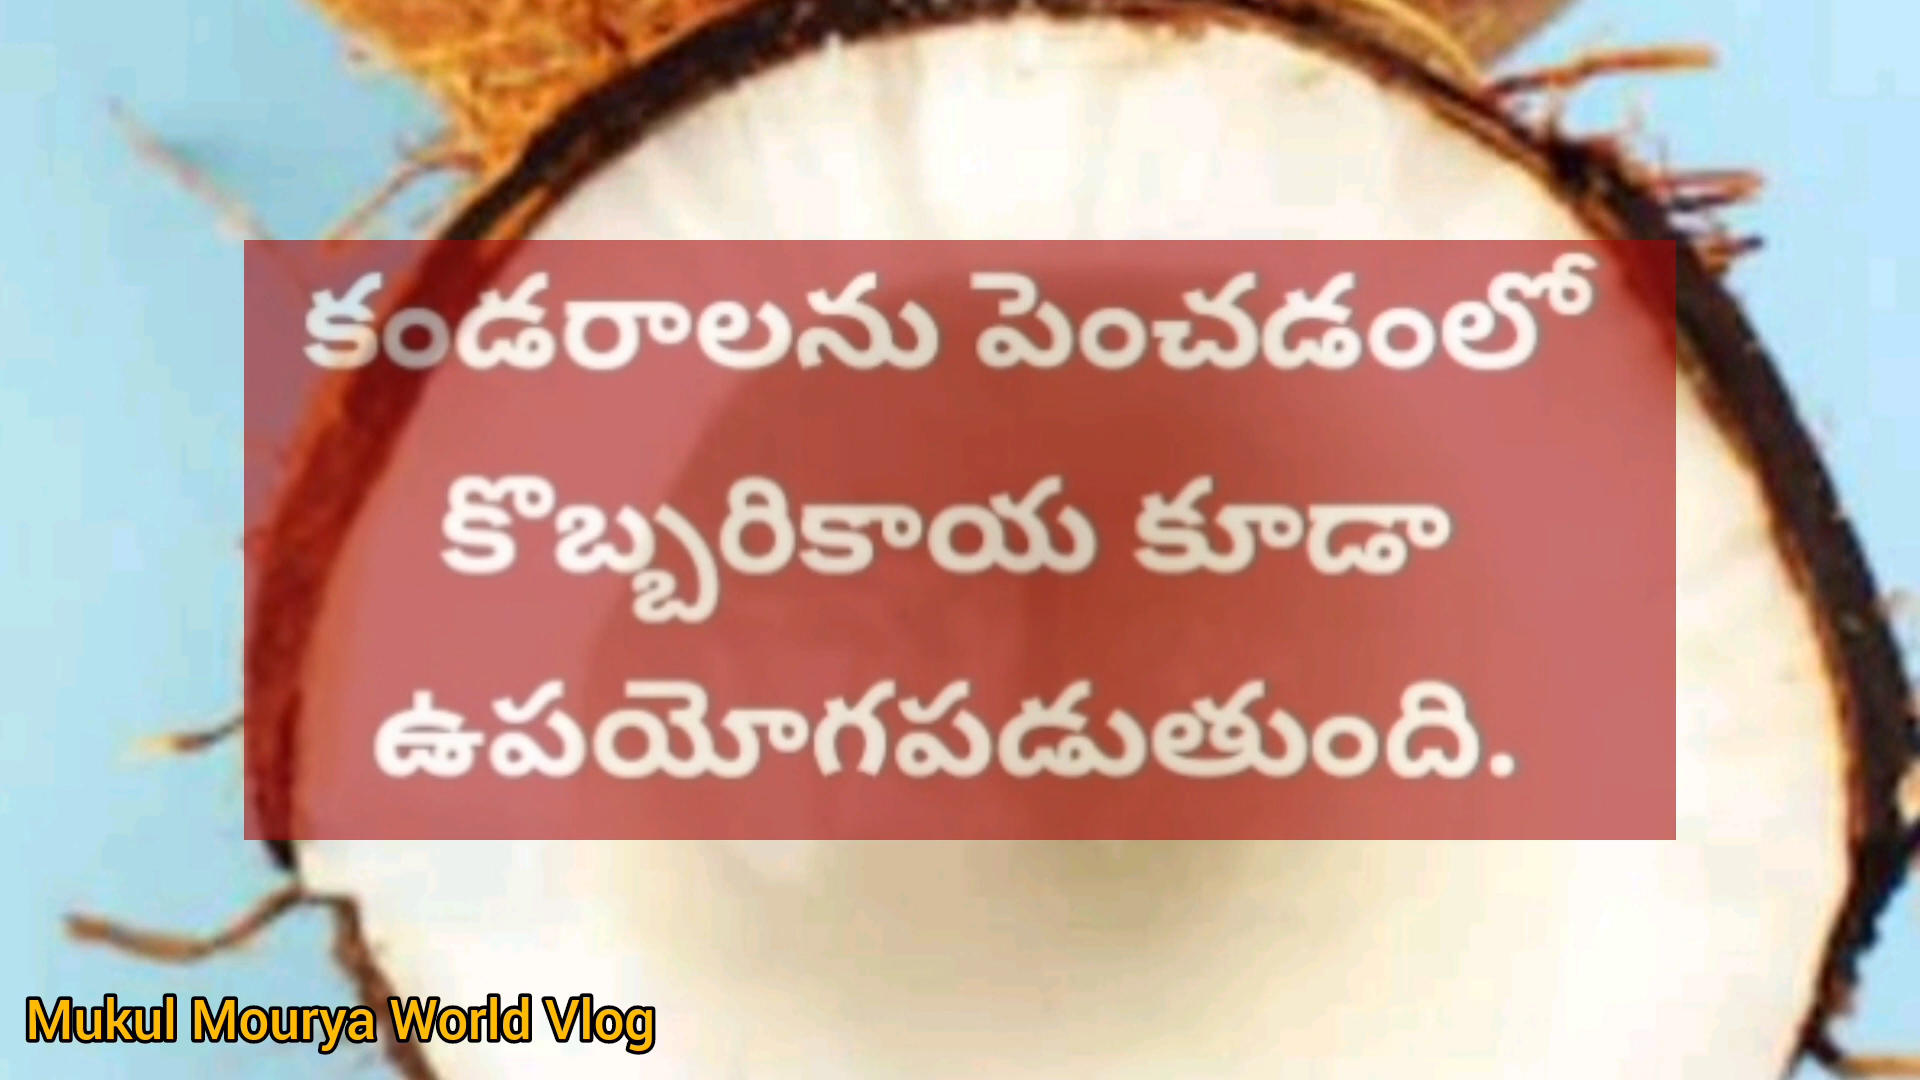 కండరాలను పెంచడంలో
కొబ్బరికాయ కూడా
ఉపయోగపడుతుంది.
Mukul Mourya World Vlog